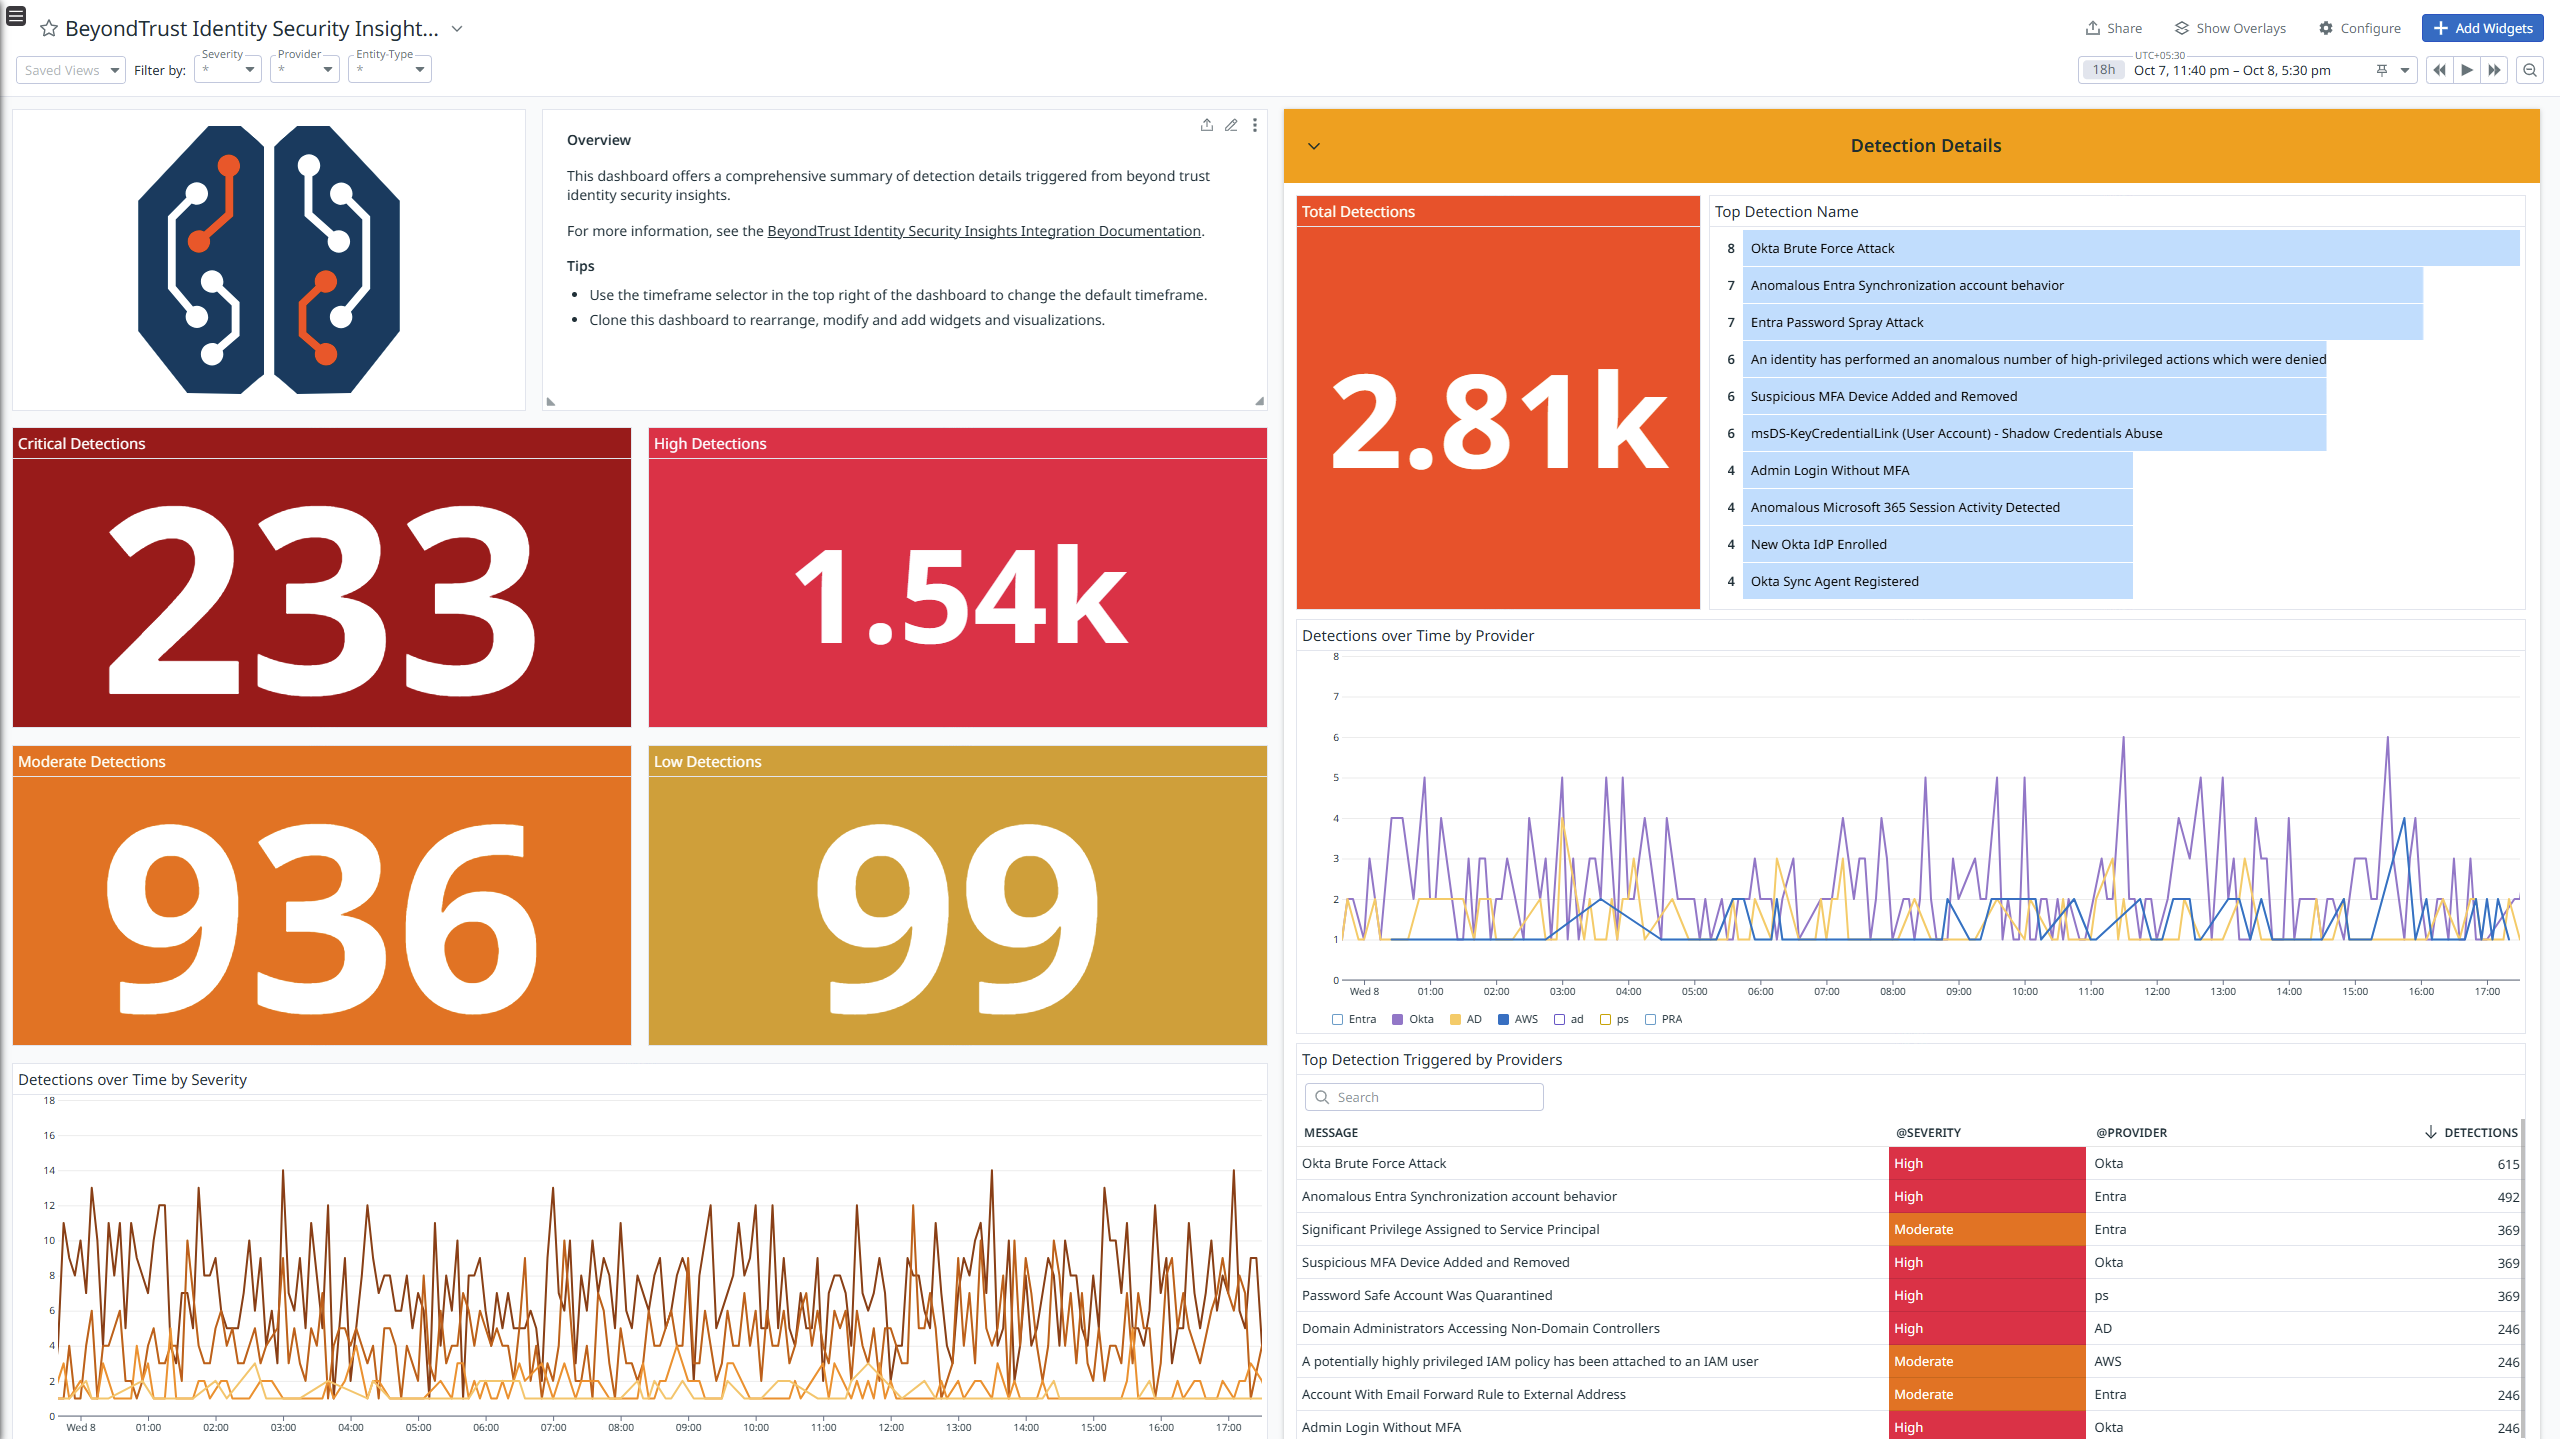 BeyondTrust Identity Security Insight...
Share
Show Overlays
Configure
Add Widgets
Saved Views
Filter by:
Severity
*
Provider
*
Entity-Type
*
UTC+05:30
18h
Oct 7, 11:40 pm – Oct 8, 5:30 pm
Overview
This dashboard offers a comprehensive summary of detection details triggered from beyond trust
identity security insights.
For more information, see the BeyondTrust Identity Security Insights Integration Documentation.
Tips
• Use the timeframe selector in the top right of the dashboard to change the default timeframe.
• Clone this dashboard to rearrange, modify and add widgets and visualizations.
Critical Detections
233
High Detections
1.54k
Moderate Detections
936
Low Detections
99
Detections over Time by Severity
18
16
14
12
10
8
6
4
2
0
Wed 8 01:00 02:00 03:00 04:00 05:00 06:00 07:00 08:00 09:00 10:00 11:00 12:00 13:00 14:00 15:00 16:00 17:00
Detection Details
Total Detections
2.81k
Top Detection Name
8 Okta Brute Force Attack
7 Anomalous Entra Synchronization account behavior
7 Entra Password Spray Attack
6 An identity has performed an anomalous number of high-privileged actions which were denied
6 Suspicious MFA Device Added and Removed
6 msDS-KeyCredentialLink (User Account) - Shadow Credentials Abuse
4 Admin Login Without MFA
4 Anomalous Microsoft 365 Session Activity Detected
4 New Okta IdP Enrolled
4 Okta Sync Agent Registered
Detections over Time by Provider
8
7
6
5
4
3
2
1
0
Wed 8 01:00 02:00 03:00 04:00 05:00 06:00 07:00 08:00 09:00 10:00 11:00 12:00 13:00 14:00 15:00 16:00 17:00
Entra Okta AD AWS ad ps PRA
Top Detection Triggered by Providers
Search
MESSAGE @SEVERITY @PROVIDER DETECTIONS
Okta Brute Force Attack High Okta 615
Anomalous Entra Synchronization account behavior High Entra 492
Significant Privilege Assigned to Service Principal Moderate Entra 369
Suspicious MFA Device Added and Removed High Okta 369
Password Safe Account Was Quarantined High ps 369
Domain Administrators Accessing Non-Domain Controllers High AD 246
A potentially highly privileged IAM policy has been attached to an IAM user Moderate AWS 246
Account With Email Forward Rule to External Address Moderate Entra 246
Admin Login Without MFA High Okta 246